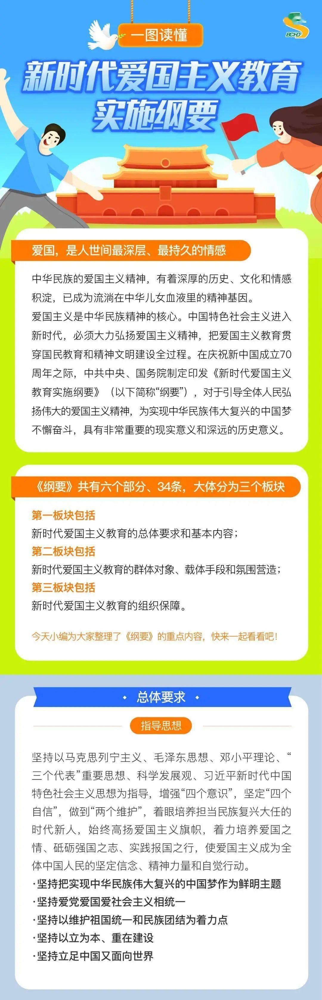 一图读懂
BCHD
新时代爱国主义教育
实施纲要
爱国，是人世间最深层、最持久的情感
中华民族的爱国主义精神，有着深厚的历史、文化和情感
积淀，已成为流淌在中华儿女血液里的精神基因。
爱国主义是中华民族精神的核心。中国特色社会主义进入
新时代，必须大力弘扬爱国主义精神，把爱国主义教育贯
穿国民教育和精神文明建设全过程。在庆祝新中国成立70
周年之际，中共中央、国务院制定印发《新时代爱国主义
教育实施纲要》（以下简称“纲要”），对于引导全体人民弘
扬伟大的爱国主义精神，为实现中华民族伟大复兴的中国梦
不懈奋斗，具有非常重要的现实意义和深远的历史意义。
《纲要》共有六个部分、34条，大体分为三个板块
第一板块包括
新时代爱国主义教育的总体要求和基本内容；
第二板块包括
新时代爱国主义教育的群体对象、载体手段和氛围营造；
第三板块包括
新时代爱国主义教育的组织保障。
今天小编为大家整理了《纲要》的重点内容，快来一起看看吧！
总体要求
指导思想
坚持以马克思列宁主义、毛泽东思想、邓小平理论、“
三个代表”重要思想、科学发展观、习近平新时代中国
特色社会主义思想为指导，增强“四个意识”，坚定“四个
自信”，做到“两个维护”，着眼培养担当民族复兴大任的
时代新人，始终高扬爱国主义旗帜，着力培养爱国之
情、砥砺强国之志、实践报国之行，使爱国主义成为全
体中国人民的坚定信念、精神力量和自觉行动。
·坚持把实现中华民族伟大复兴的中国梦作为鲜明主题
·坚持爱党爱国爱社会主义相统一
·坚持以维护祖国统一和民族团结为着力点
·坚持以立为本、重在建设
·坚持立足中国又面向世界